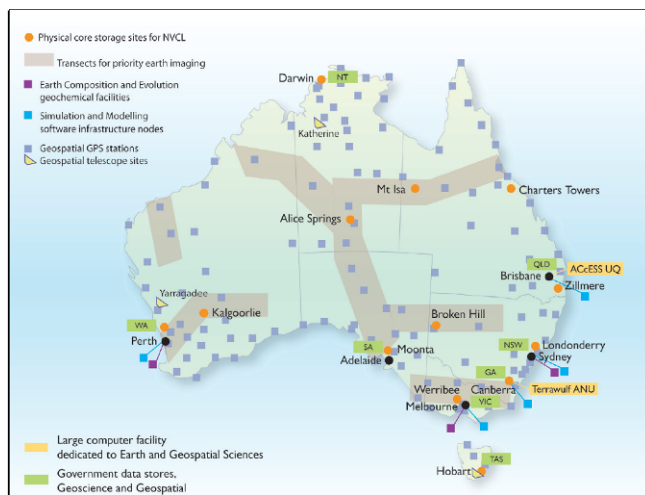 Physical core storage sites for NVCL
Transects for priority earth imaging
Earth Composition and Evolution
geochemical facilities
Simulation and Modelling
software infrastructure nodes
Geospatial GPS stations
Geospatial telescope sites
Darwin
NT
Katherine
Mt Isa
Charters Towers
Alice Springs
QLD
ACcESS UQ
Brisbane
Zillmere
Yarragadee
Kalgoorlie
Broken Hill
WA
Perth
SA
Moonta
Adelaide
NSW
Londonderry
Sydney
GA
Werribee
Canberra
Terrawulf ANU
Melbourne
VIC
Large computer facility
dedicated to Earth and Geospatial Sciences
Government data stores,
Geoscience and Geospatial
TAS
Hobart